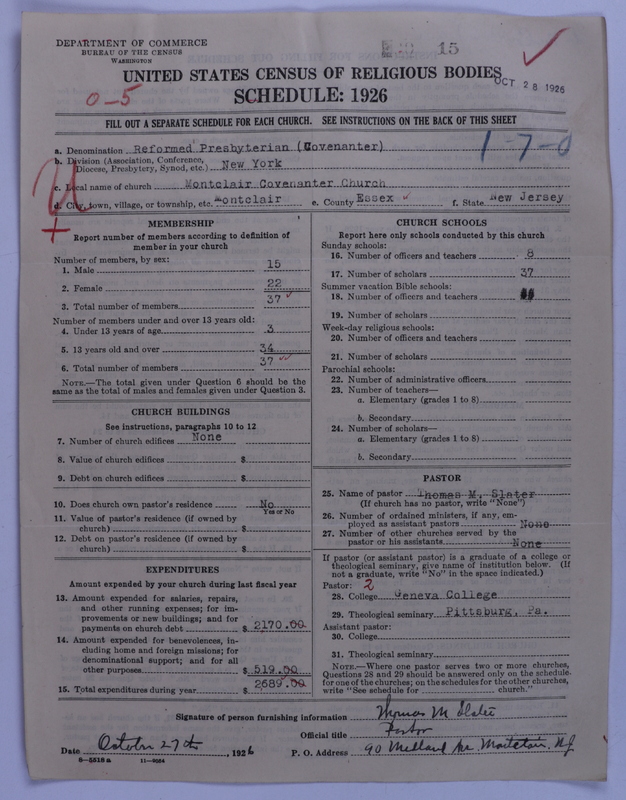 DEPARTMENT OF COMMERCE
BUREAU OF THE CENSUS
WASHINGTON
15
UNITED STATES CENSUS OF RELIGIOUS BODIES
OCT 28 1926
SCHEDULE: 1926
0-5
FILL OUT A SEPARATE SCHEDULE FOR EACH CHURCH. SEE INSTRUCTIONS ON THE BACK OF THIS SHEET
a. Denomination Reformed Presbyterian (Covenanter)
1-7-0
b. Division (Association, Conference, Diocese, Presbytery, Synod, etc.) New York
c. Local name of church Montclair Covenanter Church
d. City, town, village, or township, etc. Montclair e. County Essex f. State New Jersey
MEMBERSHIP
Report number of members according to definition of
member in your church
Number of members, by sex:
1. Male 15
2. Female 22
3. Total number of members 37
Number of members under and over 13 years old:
4. Under 13 years of age 3
5. 13 years old and over 34
6. Total number of members 37
NOTE.—The total given under Question 6 should be the
same as the total of males and females given under Question 3.
CHURCH BUILDINGS
See instructions, paragraphs 10 to 12
7. Number of church edifices None
8. Value of church edifices $
9. Debt on church edifices $
10. Does church own pastor's residence No
Yes or No
11. Value of pastor's residence (if owned by
church) $
12. Debt on pastor's residence (if owned by
church) $
EXPENDITURES
Amount expended by your church during last fiscal year
13. Amount expended for salaries, repairs,
and other running expenses; for im-
provements or new buildings; and for
payments on church debt $ 2170.00
14. Amount expended for benevolences, in-
cluding home and foreign missions; for
denominational support; and for all
other purposes $ 519.00
15. Total expenditures during year $ 2689.00
CHURCH SCHOOLS
Report here only schools conducted by this church
Sunday schools:
16. Number of officers and teachers 8
17. Number of scholars 37
Summer vacation Bible schools:
18. Number of officers and teachers
19. Number of scholars
Week-day religious schools:
20. Number of officers and teachers
21. Number of scholars
Parochial schools:
22. Number of administrative officers
23. Number of teachers—
a. Elementary (grades 1 to 8)
b. Secondary
24. Number of scholars—
a. Elementary (grades 1 to 8)
b. Secondary
PASTOR
25. Name of pastor Thomas M. Slater
(If church has no pastor, write "None")
26. Number of ordained ministers, if any, em-
ployed as assistant pastors None
27. Number of other churches served by the
pastor or his assistants None
If pastor (or assistant pastor) is a graduate of a college or
theological seminary, give name of institution below. (If
not a graduate, write "No" in the space indicated.)
Pastor: 2
28. College Geneva College
29. Theological seminary Pittsburg, Pa.
Assistant pastor:
30. College
31. Theological seminary
NOTE.—Where one pastor serves two or more churches,
Questions 28 and 29 should be answered only on the schedule
for one of the churches; on the schedules for the other churches,
write "See schedule for church."
Signature of person furnishing information Thomas M Slater
Official title Pastor
Date October 27th, 1926 P. O. Address 90 Midland Ave Montclair, NJ
6-5518a 11-9084